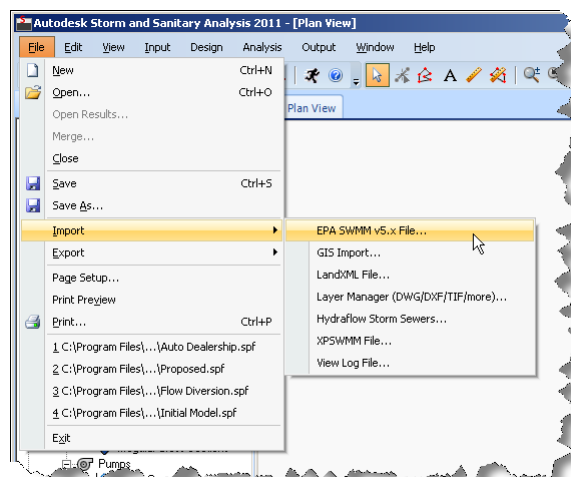 Autodesk Storm and Sanitary Analysis 2011 - [Plan View]
File Edit View Input Design Analysis Output Window Help
New Ctrl+N
Open... Ctrl+O
Plan View
Open Results...
Merge...
Close
Save Ctrl+S
Save As...
Import
EPA SWMM v5.x File...
Export
GIS Import...
Page Setup...
LandXML File...
Print Preview
Layer Manager (DWG/DXF/TIF/more)...
Print... Ctrl+P
Hydraflow Storm Sewers...
1 C:\Program Files\...\Auto Dealership.spf
XPSWMM File...
2 C:\Program Files\...\Proposed.spf
View Log File...
3 C:\Program Files\...\Flow Diversion.spf
4 C:\Program Files\...\Initial Model.spf
Exit
Pumps